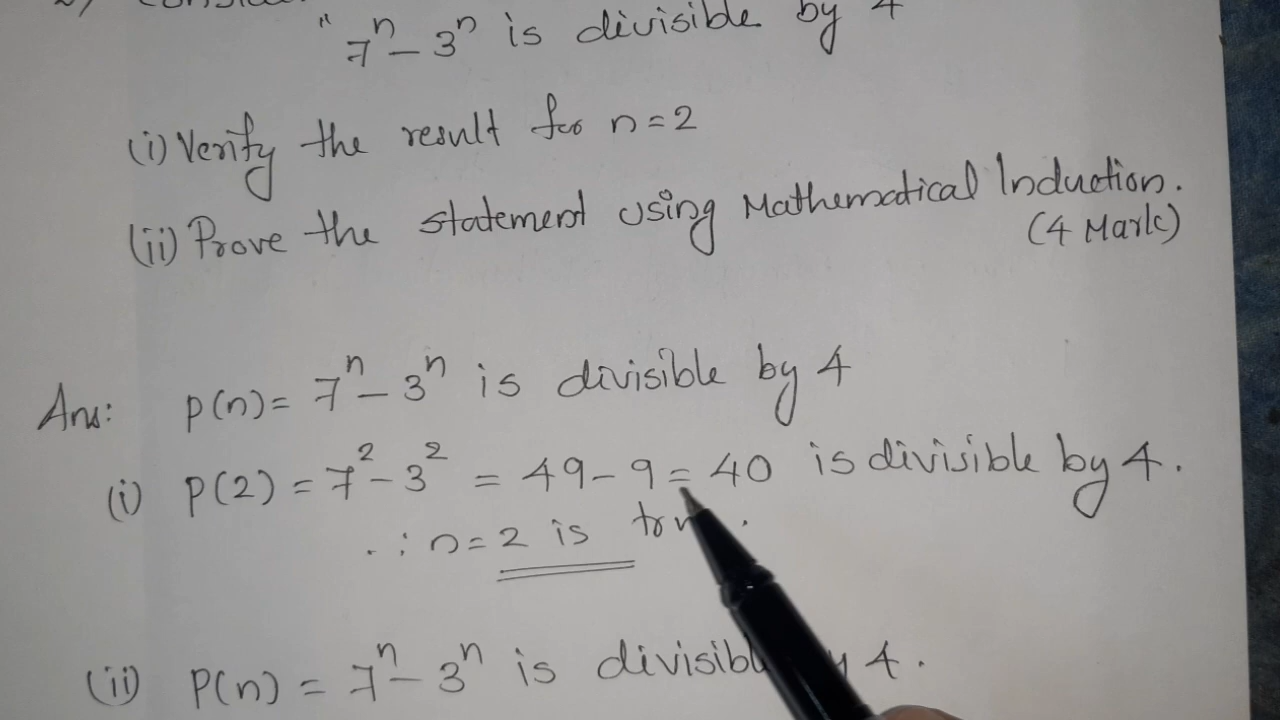 " 7ⁿ - 3ⁿ is divisible by 4
(i) Verify the result for n = 2
(ii) Prove the statement using Mathematical Induction.
(4 Mark)
Ans: P(n) = 7ⁿ - 3ⁿ is divisible by 4
(i) P(2) = 7² - 3² = 49 - 9 = 40 is divisible by 4.
∴ n = 2 is
(ii) P(n) = 7ⁿ - 3ⁿ is divisible by 4.